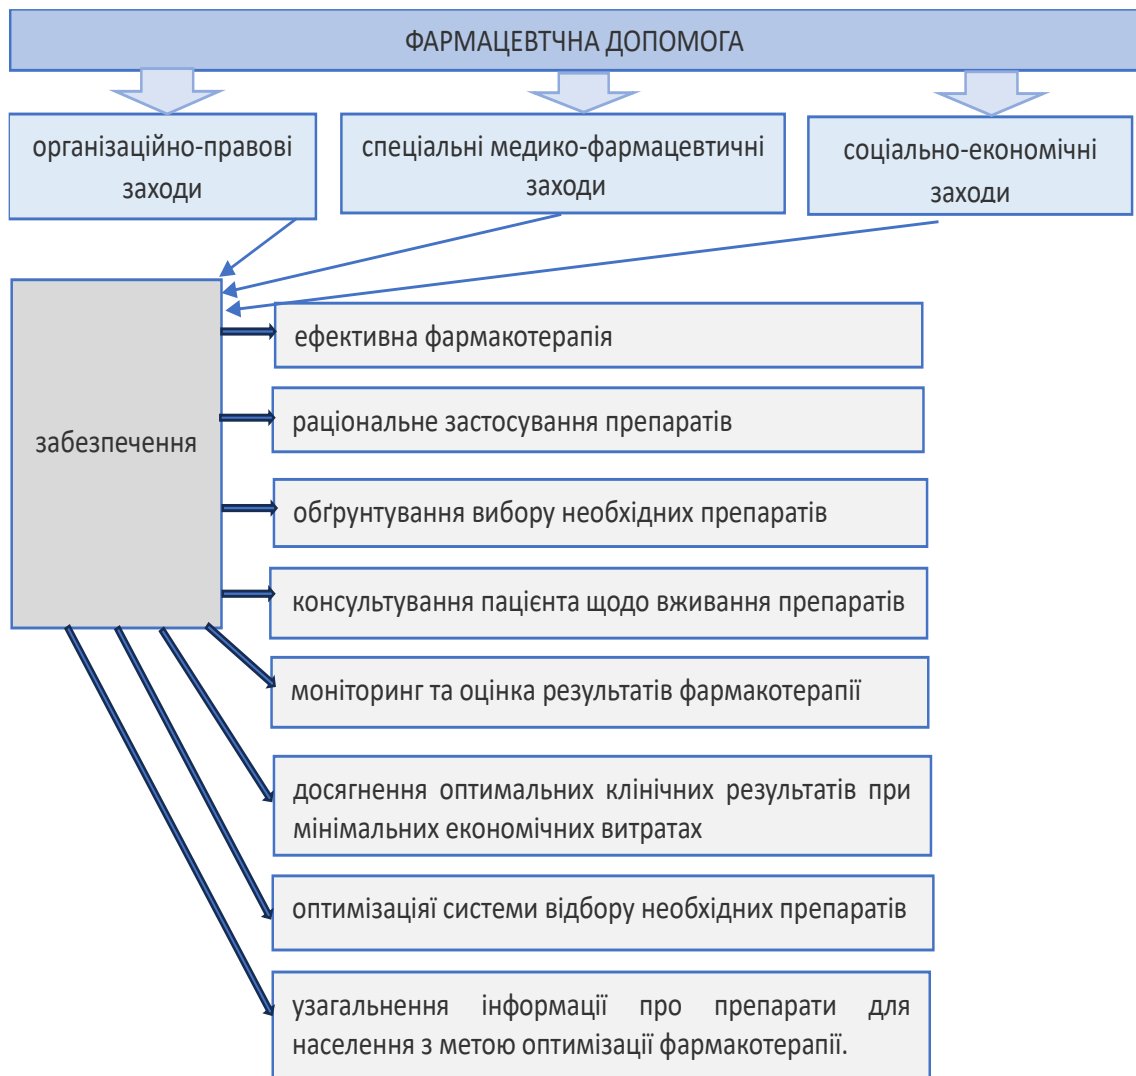 ФАРМАЦЕВТЧНА ДОПОМОГА
організаційно-правові
заходи
спеціальні медико-фармацевтичні
заходи
соціально-економічні
заходи
забезпечення
ефективна фармакотерапія
раціональне застосування препаратів
обґрунтування вибору необхідних препаратів
консультування пацієнта щодо вживання препаратів
моніторинг та оцінка результатів фармакотерапії
досягнення оптимальних клінічних результатів при
мінімальних економічних витратах
оптимізаціяї системи відбору необхідних препаратів
узагальнення інформації про препарати для
населення з метою оптимізації фармакотерапії.